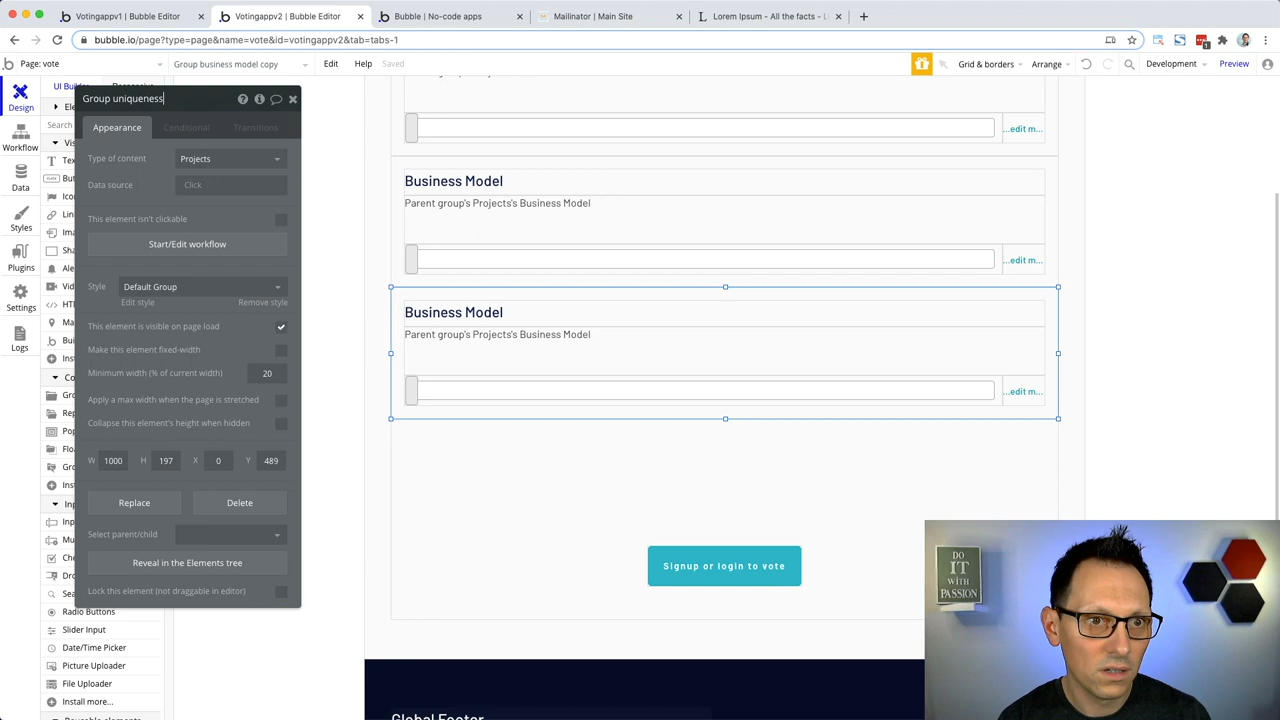 Votingappv1 | Bubble Editor
Votingappv2 | Bubble Editor
Bubble | No-code apps
Mailinator | Main Site
Lorem Ipsum - All the facts - L
bubble.io/page?type=page&name=vote&id=votingappv2&tab=tabs-1
Page: vote
Group business model copy
Edit
Help
Saved
Grid & borders
Arrange
Development
Preview
Design
Workflow
Data
Styles
Plugins
Settings
Logs
UI Builder
Search
Group uniqueness
Appearance
Conditional
Transitions
Type of content
Projects
Data source
Click
This element isn't clickable
Start/Edit workflow
Style
Default Group
Edit style
Remove style
This element is visible on page load
Make this element fixed-width
Minimum width (% of current width)
20
Apply a max width when the page is stretched
Collapse this element's height when hidden
W 1000 H 197 X 0 Y 489
Replace
Delete
Select parent/child
Reveal in the Elements tree
Lock this element (not draggable in editor)
Radio Buttons
Slider Input
Date/Time Picker
Picture Uploader
File Uploader
Install more...
...edit m...
Business Model
Parent group's Projects's Business Model
...edit m...
Business Model
Parent group's Projects's Business Model
...edit m...
Signup or login to vote
Global Footer
DO
IT
WITH
PASSION